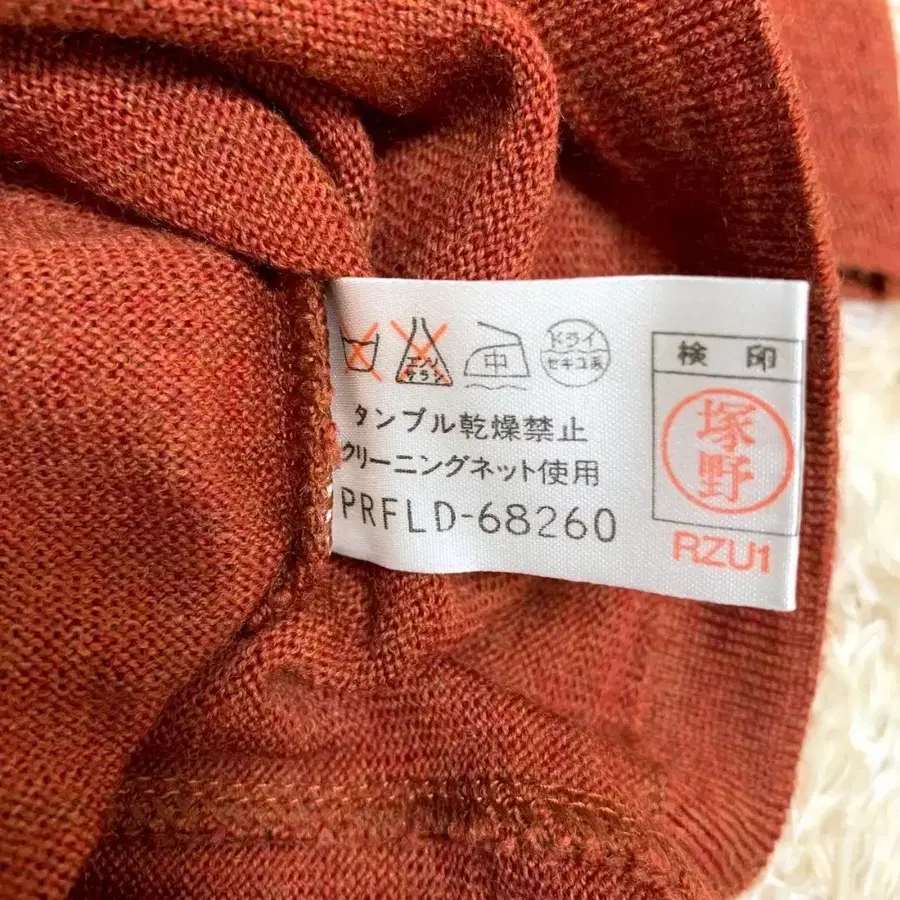 エンソ
サラシ
中
ドライ
セキユ系
タンブル乾燥禁止
クリーニングネット使用
PRFLD-68260
検 印
塚野
RZU1